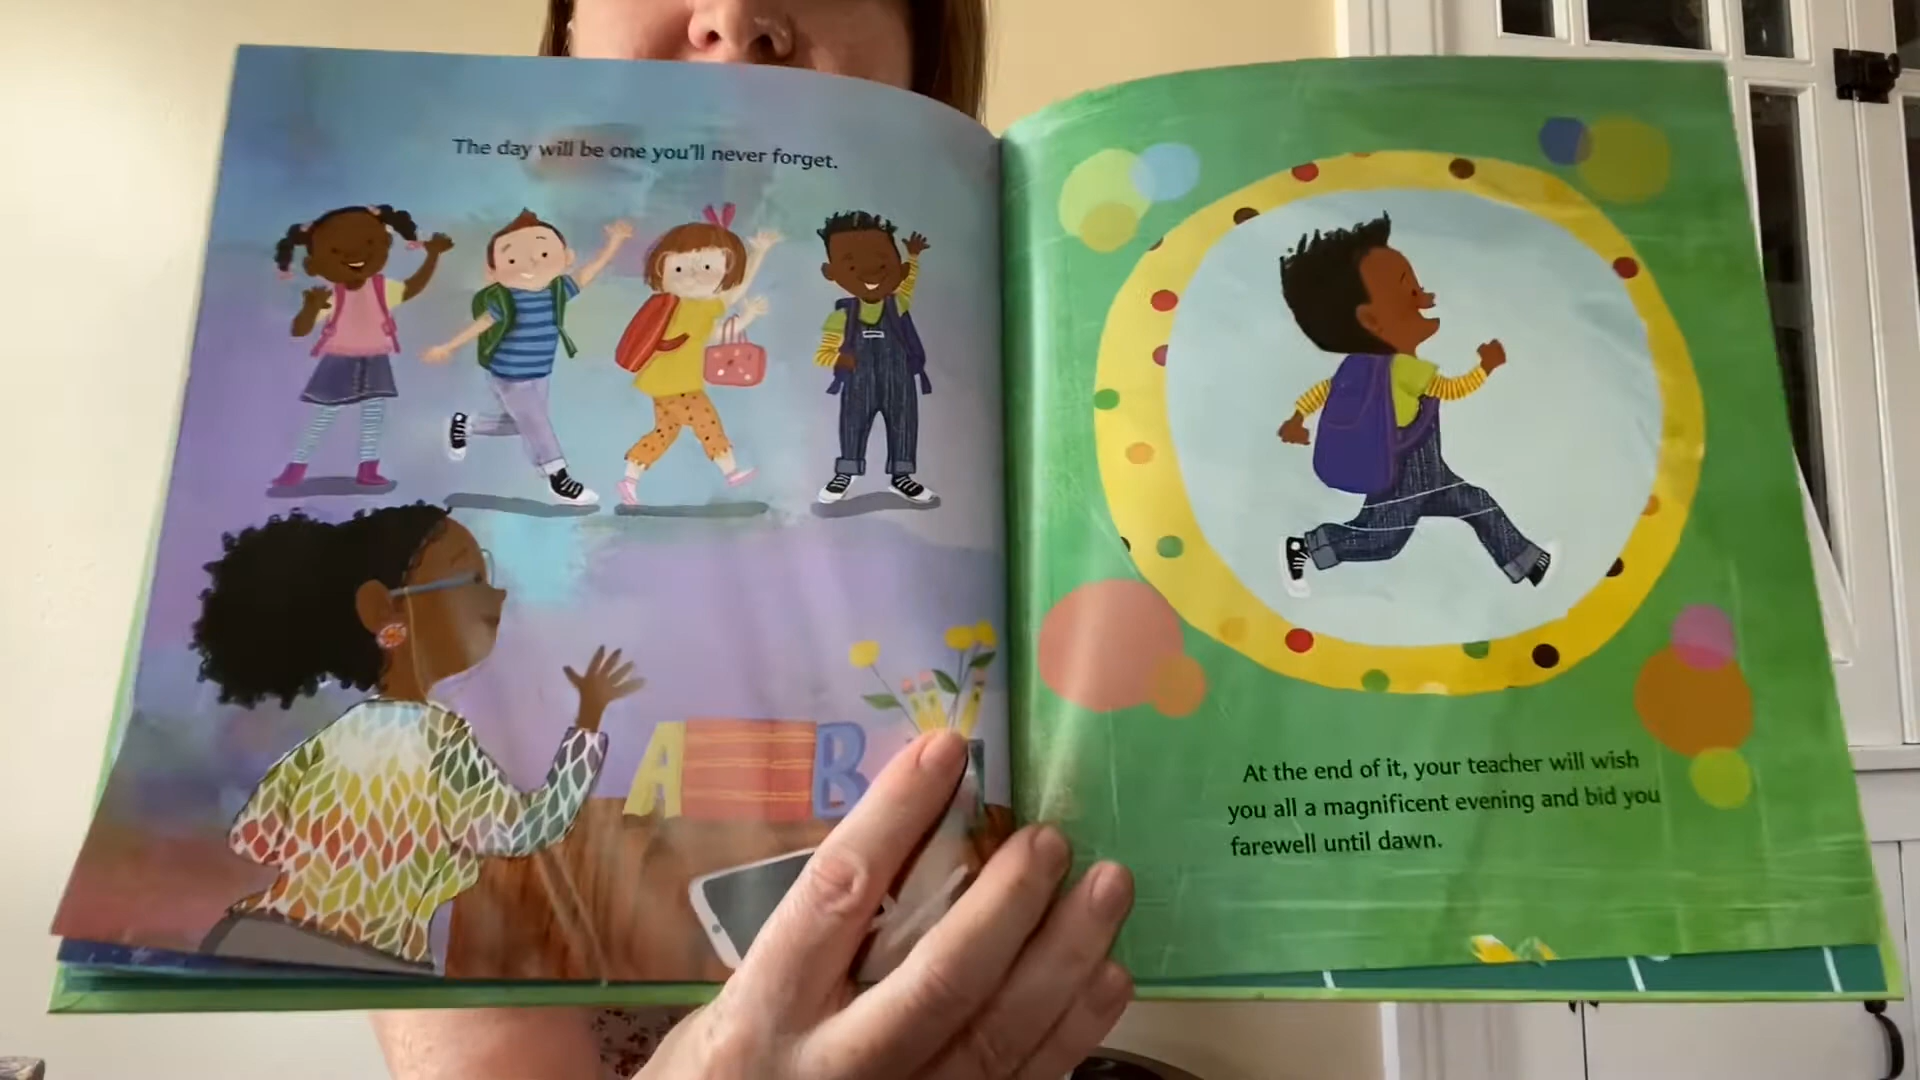 The day will be one you'll never forget.
A B
At the end of it, your teacher will wish
you all a magnificent evening and bid you
farewell until dawn.